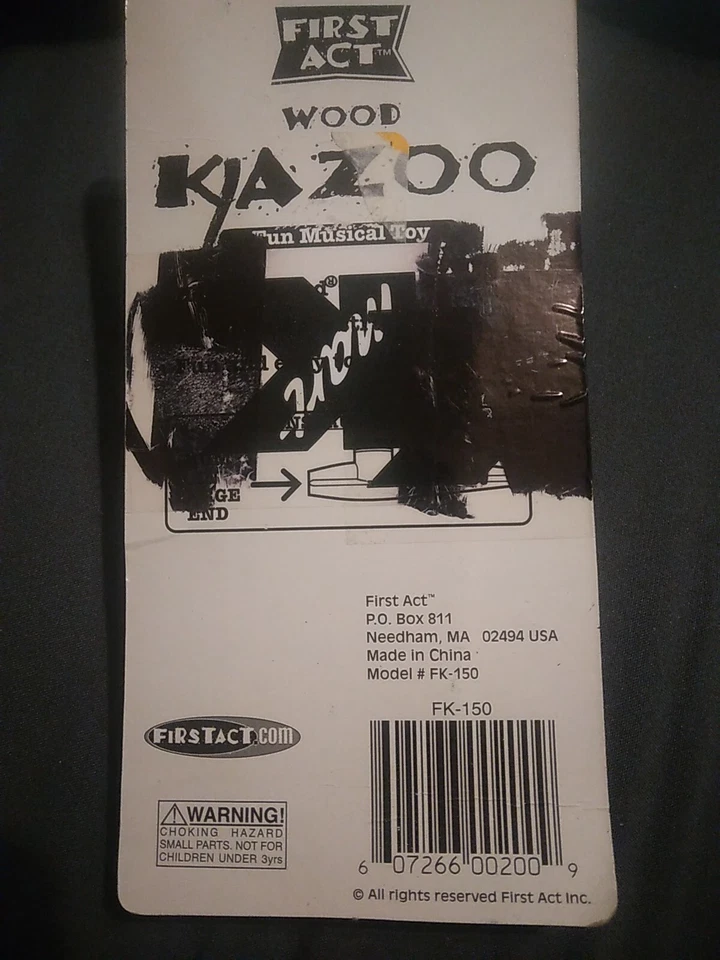 FIRST
ACT™
WOOD
KAZOO
Fun Musical Toy
END
First Act™
P.O. Box 811
Needham, MA 02494 USA
Made in China
Model # FK-150
FK-150
FIRSTACT.com
WARNING!
CHOKING HAZARD
SMALL PARTS. NOT FOR
CHILDREN UNDER 3yrs
6 07266 00200 9
© All rights reserved First Act Inc.